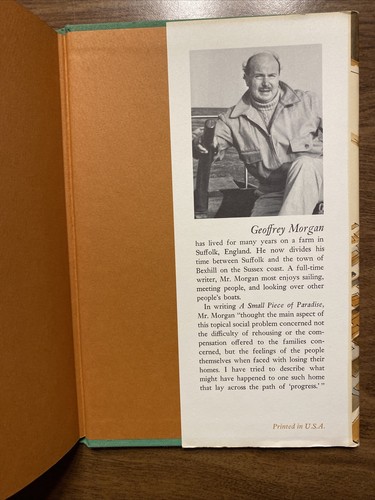 Geoffrey Morgan
has lived for many years on a farm in
Suffolk, England. He now divides his
time between Suffolk and the town of
Bexhill on the Sussex coast. A full-time
writer, Mr. Morgan most enjoys sailing,
meeting people, and looking over other
people's boats.
In writing A Small Piece of Paradise,
Mr. Morgan "thought the main aspect of
this topical social problem concerned not
the difficulty of rehousing or the com-
pensation offered to the families con-
cerned, but the feelings of the people
themselves when faced with losing their
homes. I have tried to describe what
might have happened to one such home
that lay across the path of 'progress.' "
Printed in U.S.A.